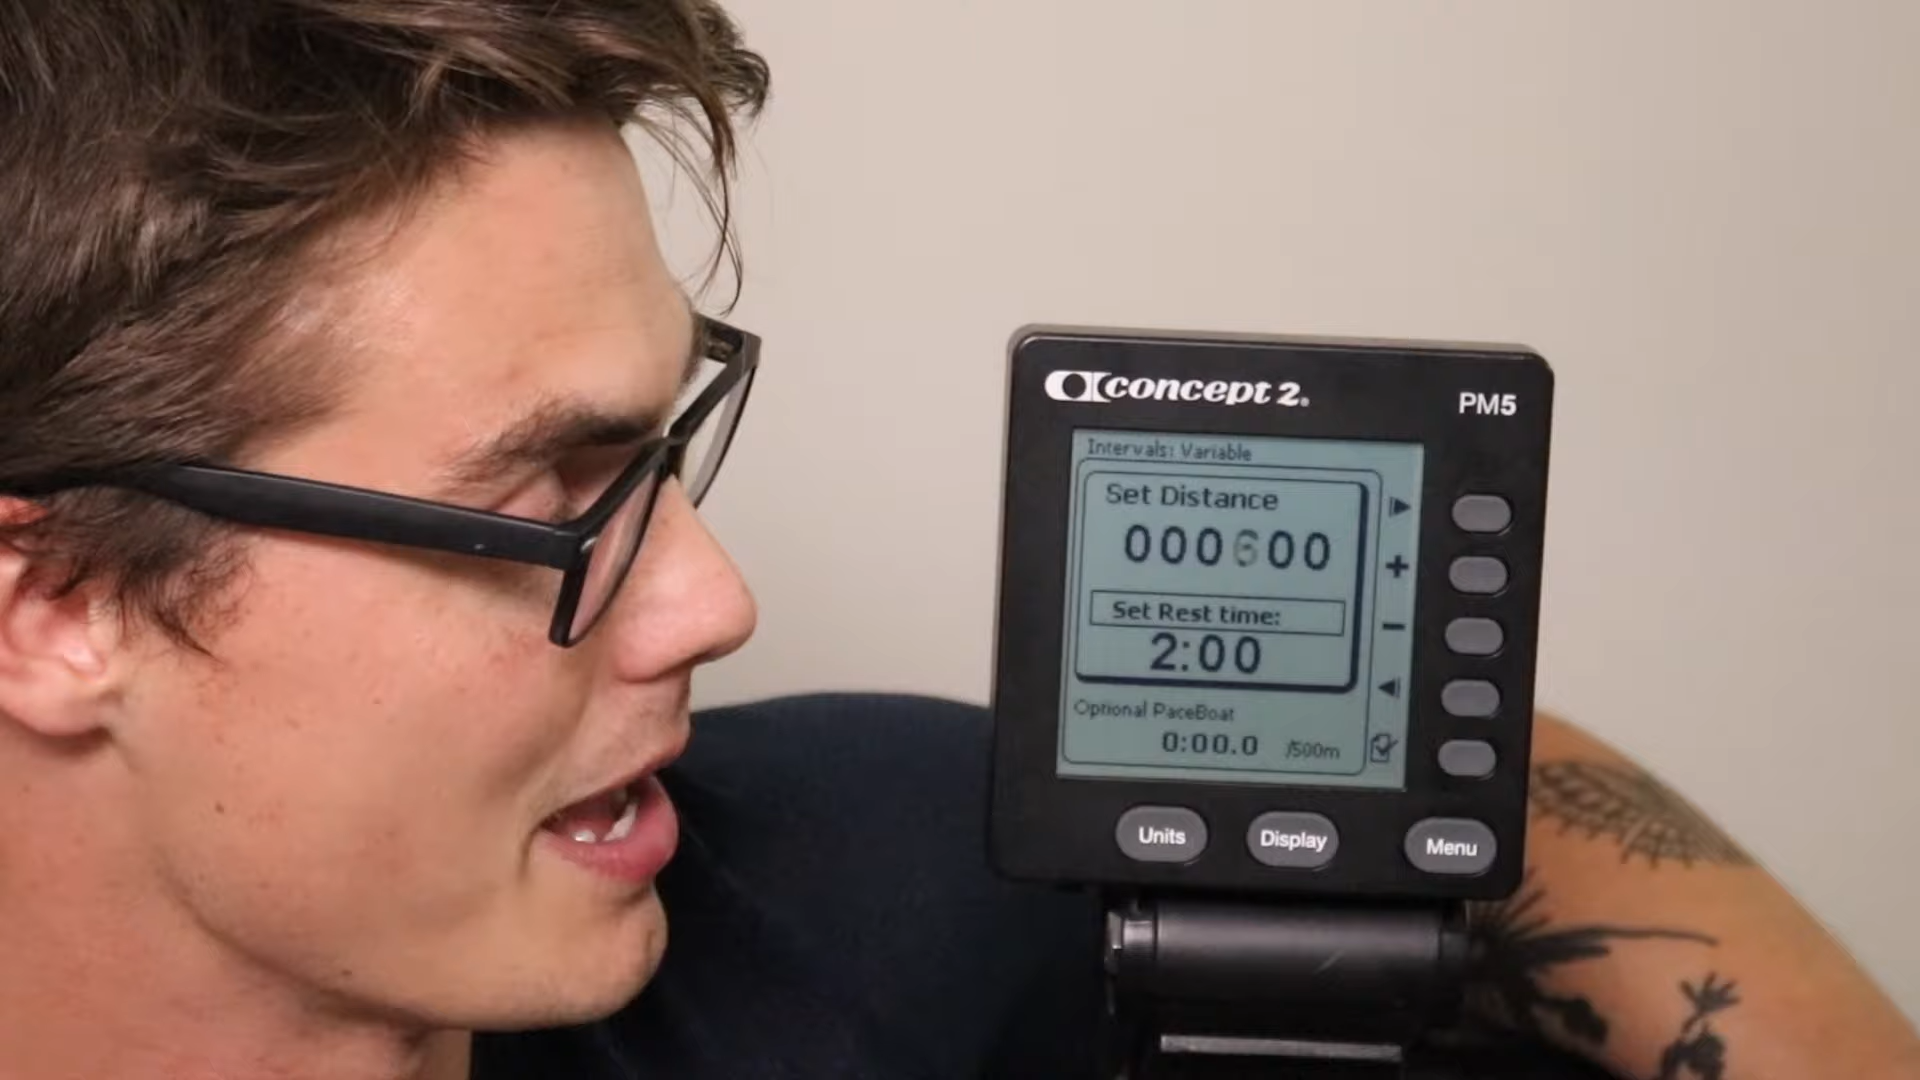 concept 2.
PM5
Intervals: Variable
Set Distance
000600
Set Rest time:
2:00
Optional PaceBoat
0:00.0 /500m
Units
Display
Menu